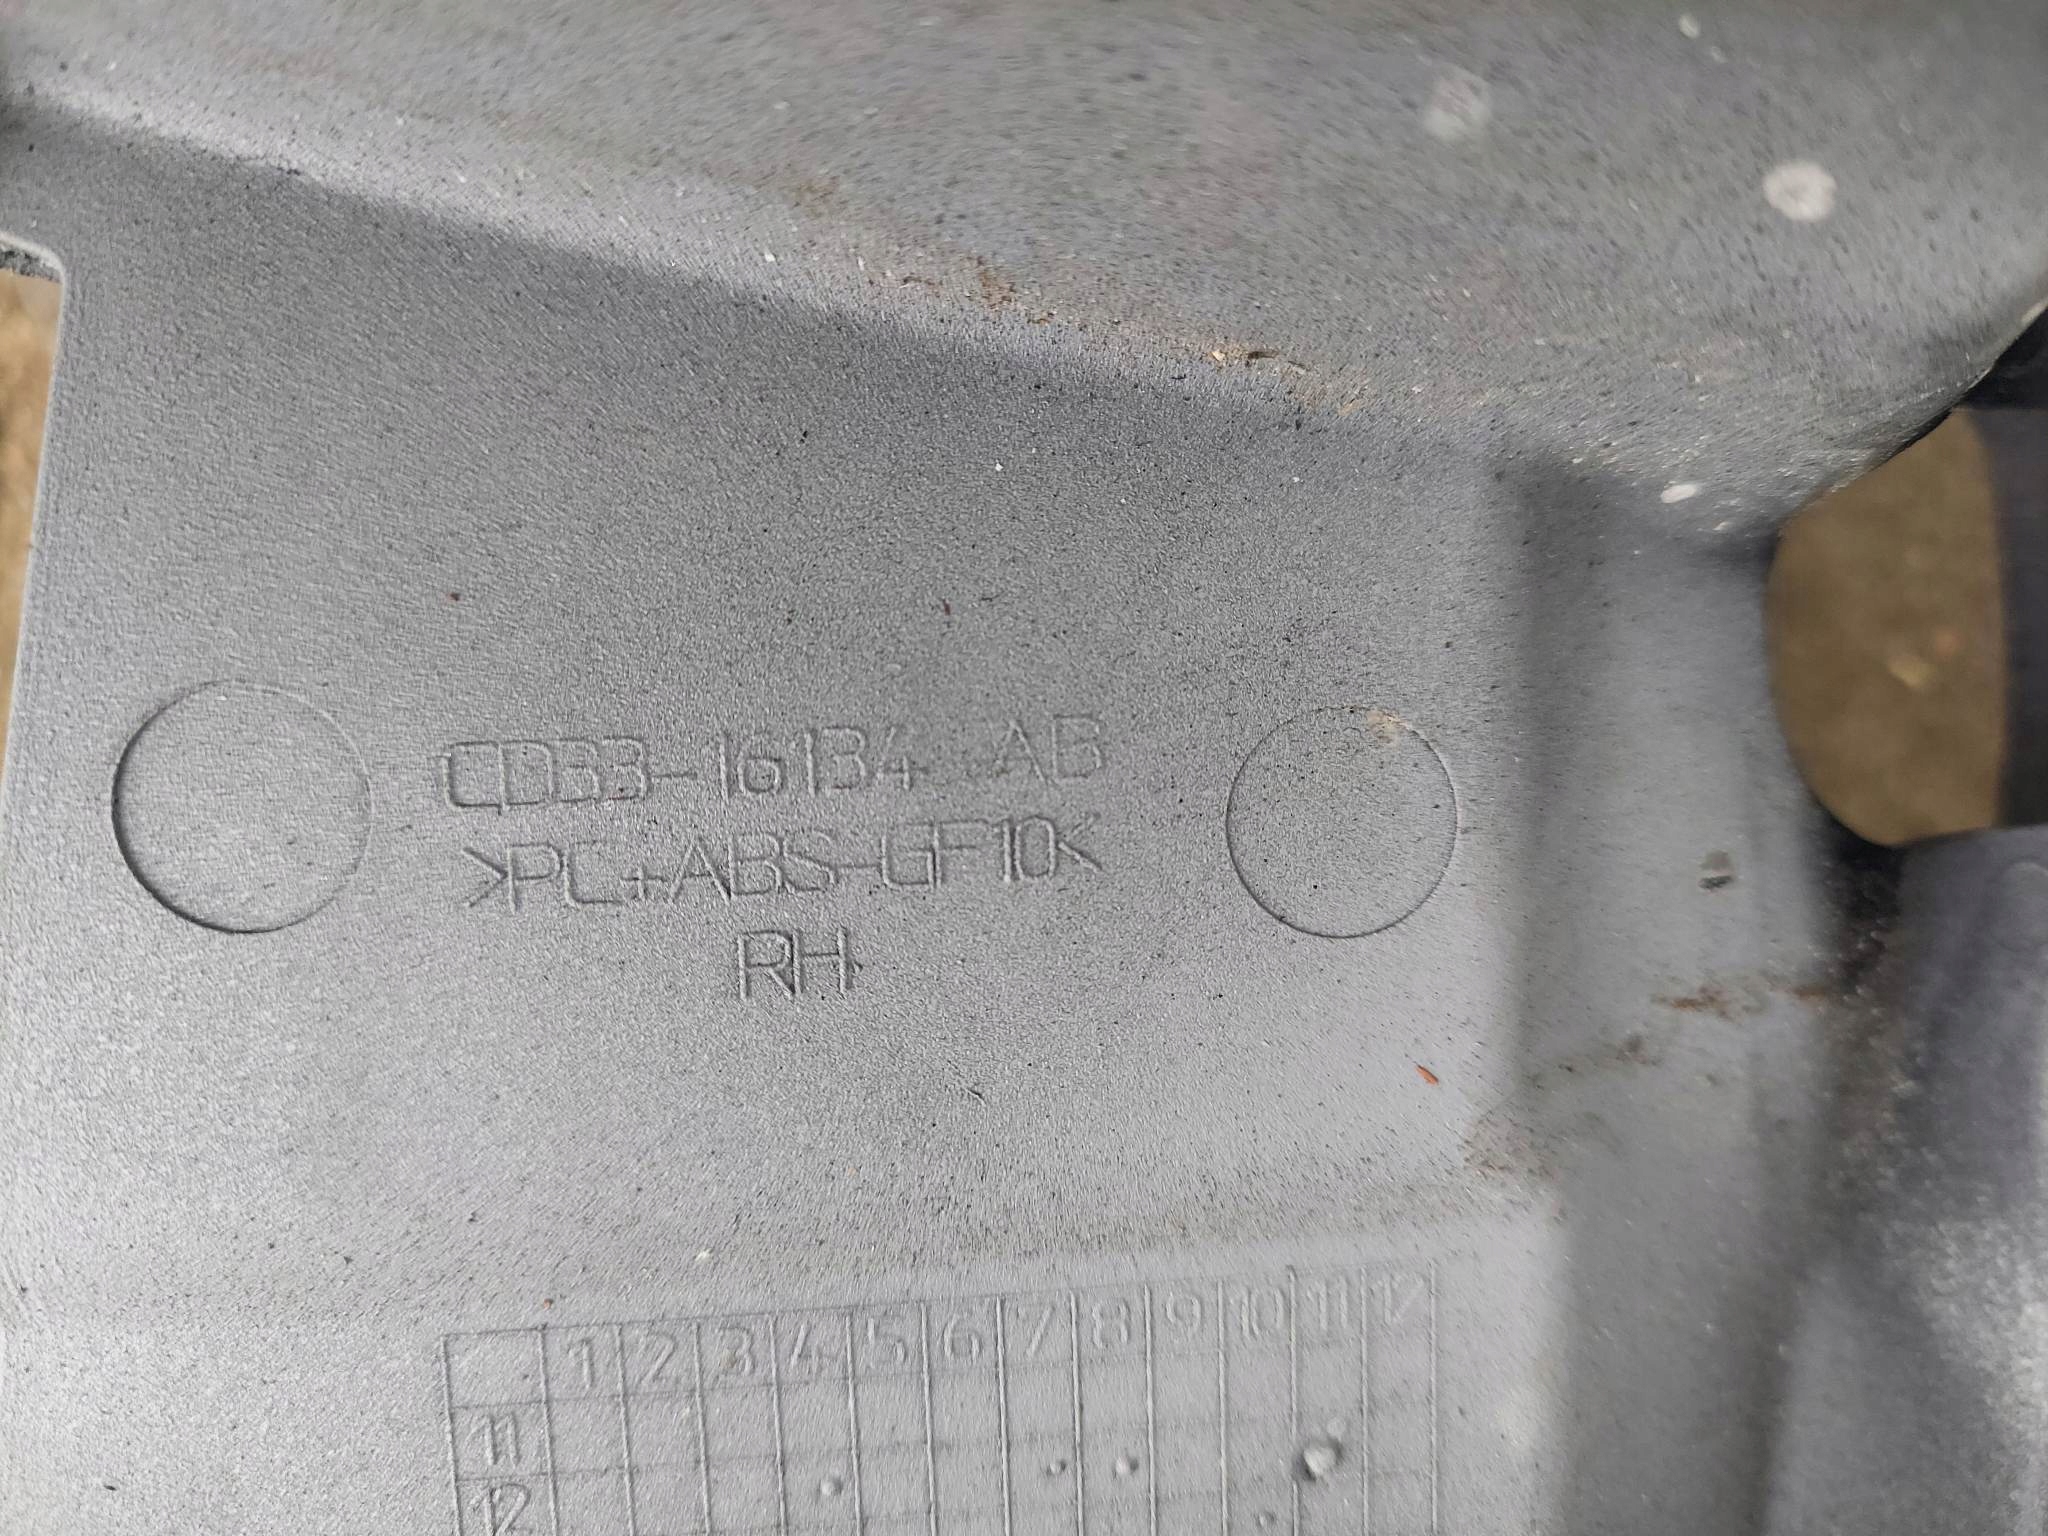 CD33-16134 AB
>PC+ABS-GF10<
RH
1 2 3 4 5 6 7 8 9 10 11 12
11
12